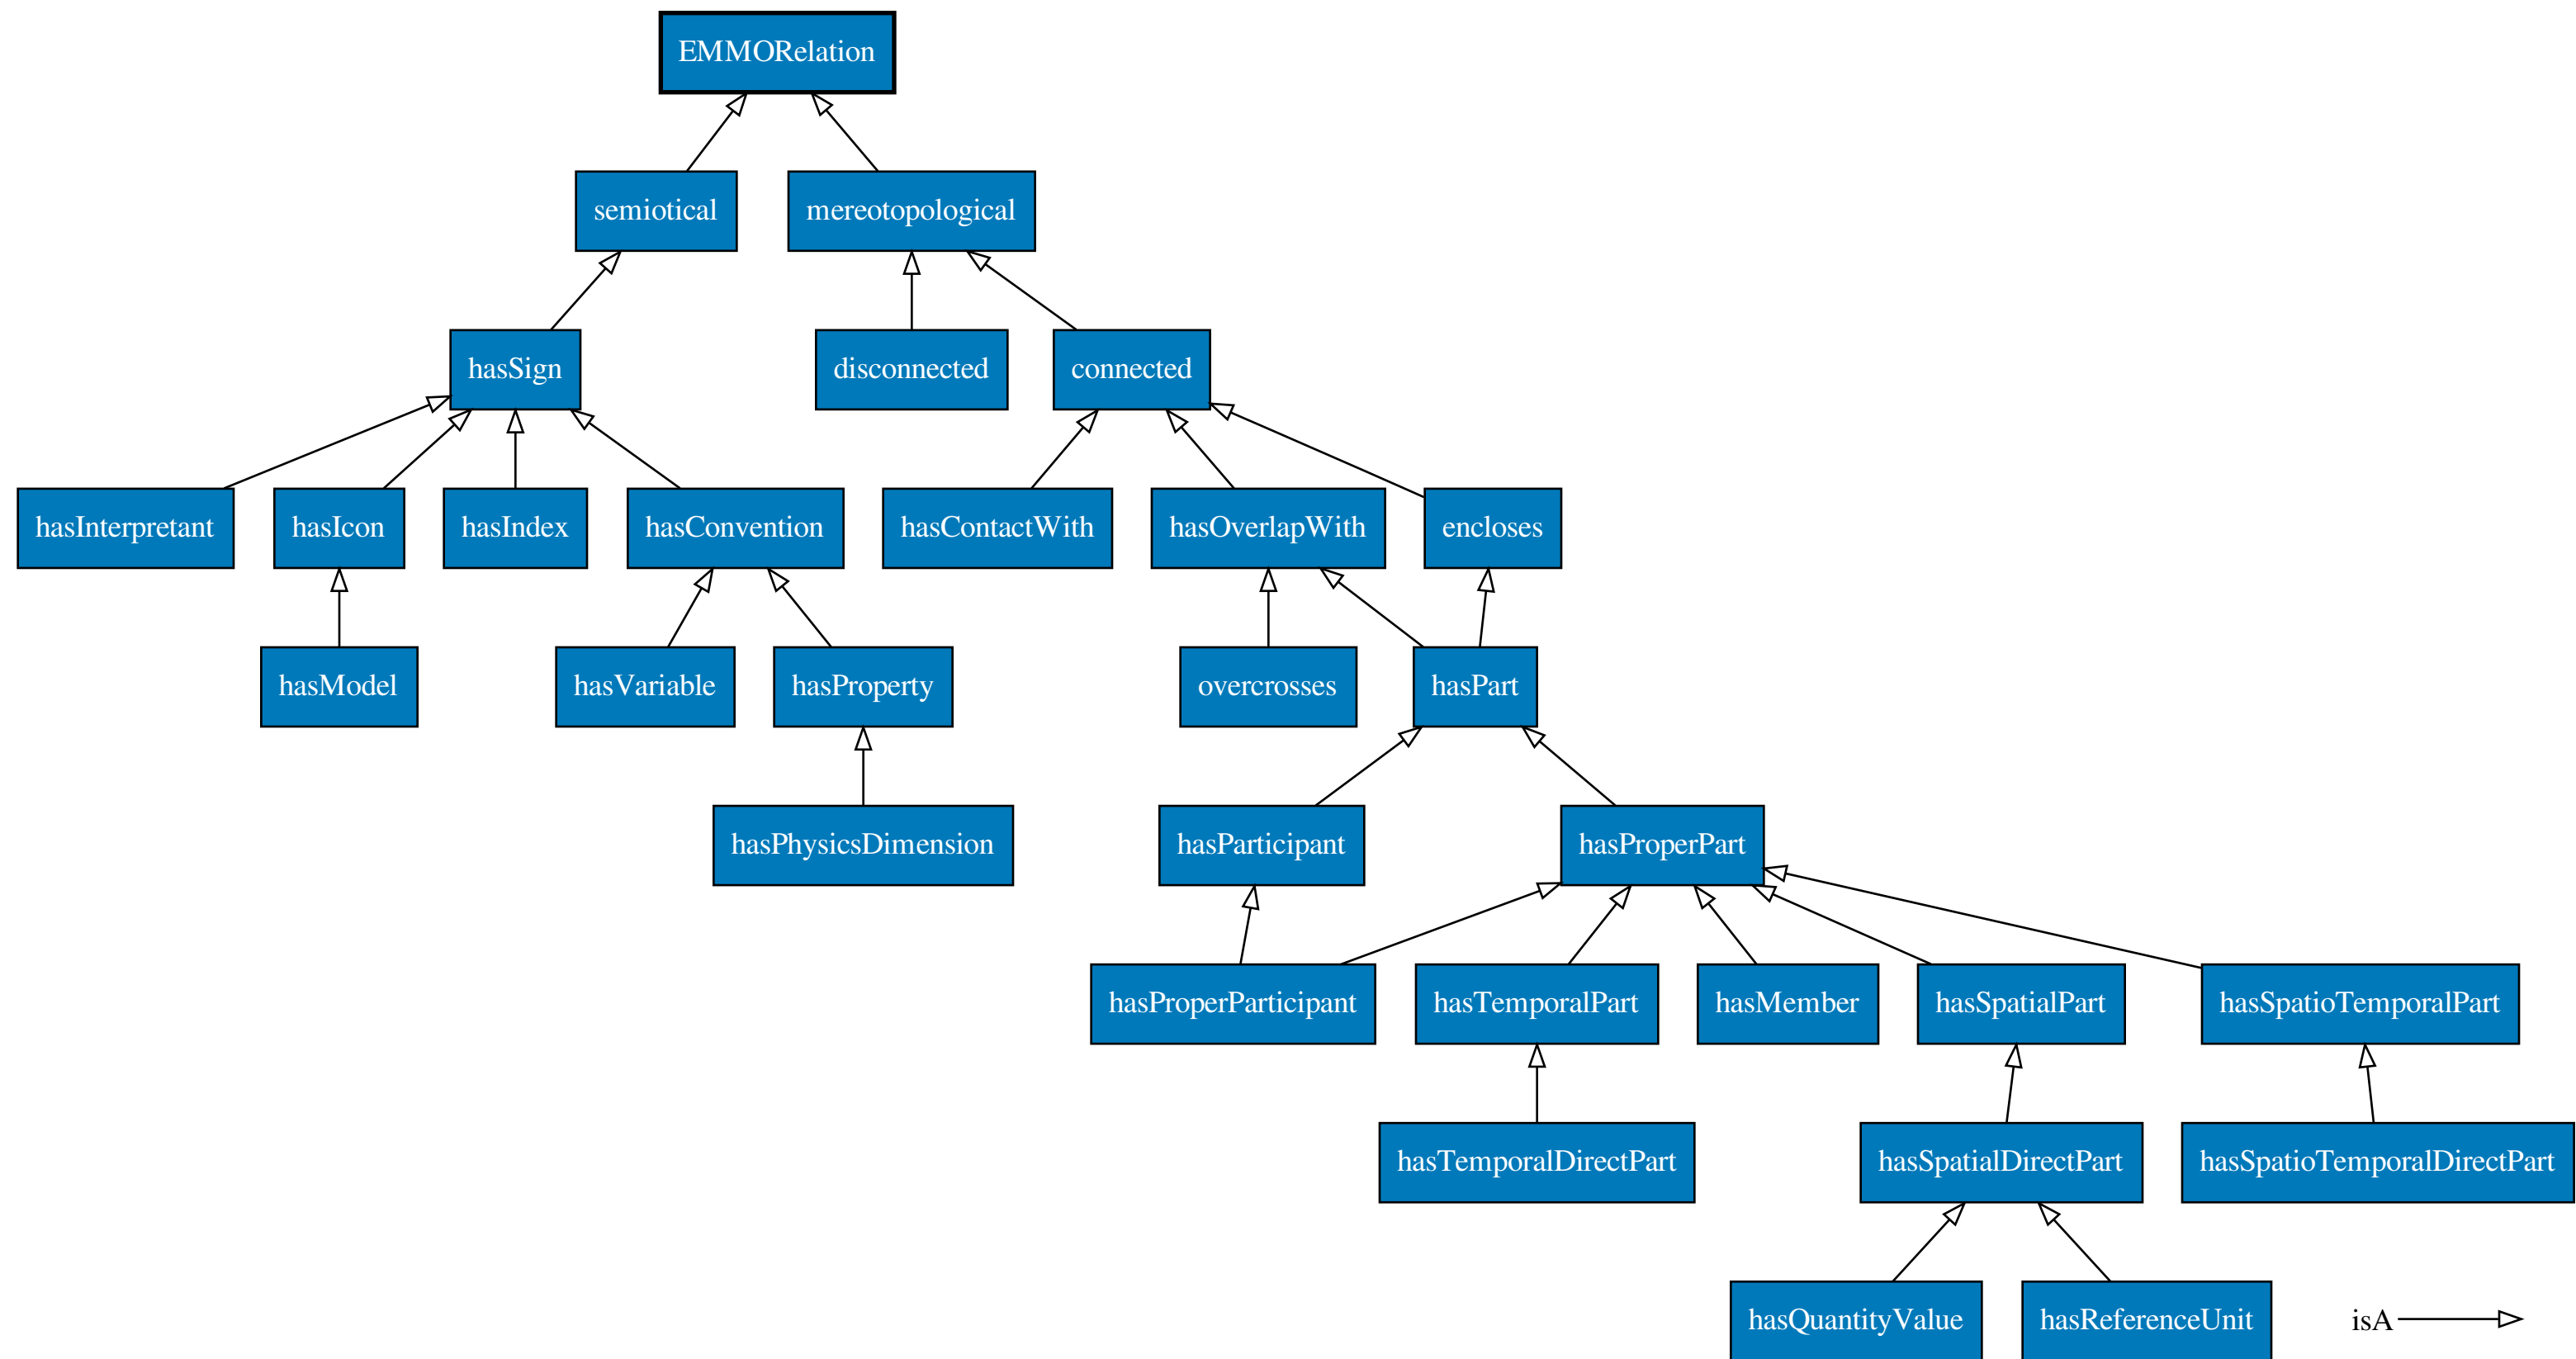 EMMORelation
semiotical
mereotopological
hasSign
disconnected
connected
hasInterpretant
hasIcon
hasIndex
hasConvention
hasContactWith
hasOverlapWith
encloses
hasModel
hasVariable
hasProperty
overcrosses
hasPart
hasPhysicsDimension
hasParticipant
hasProperPart
hasProperParticipant
hasTemporalPart
hasMember
hasSpatialPart
hasSpatioTemporalPart
hasTemporalDirectPart
hasSpatialDirectPart
hasSpatioTemporalDirectPart
hasQuantityValue
hasReferenceUnit
isA